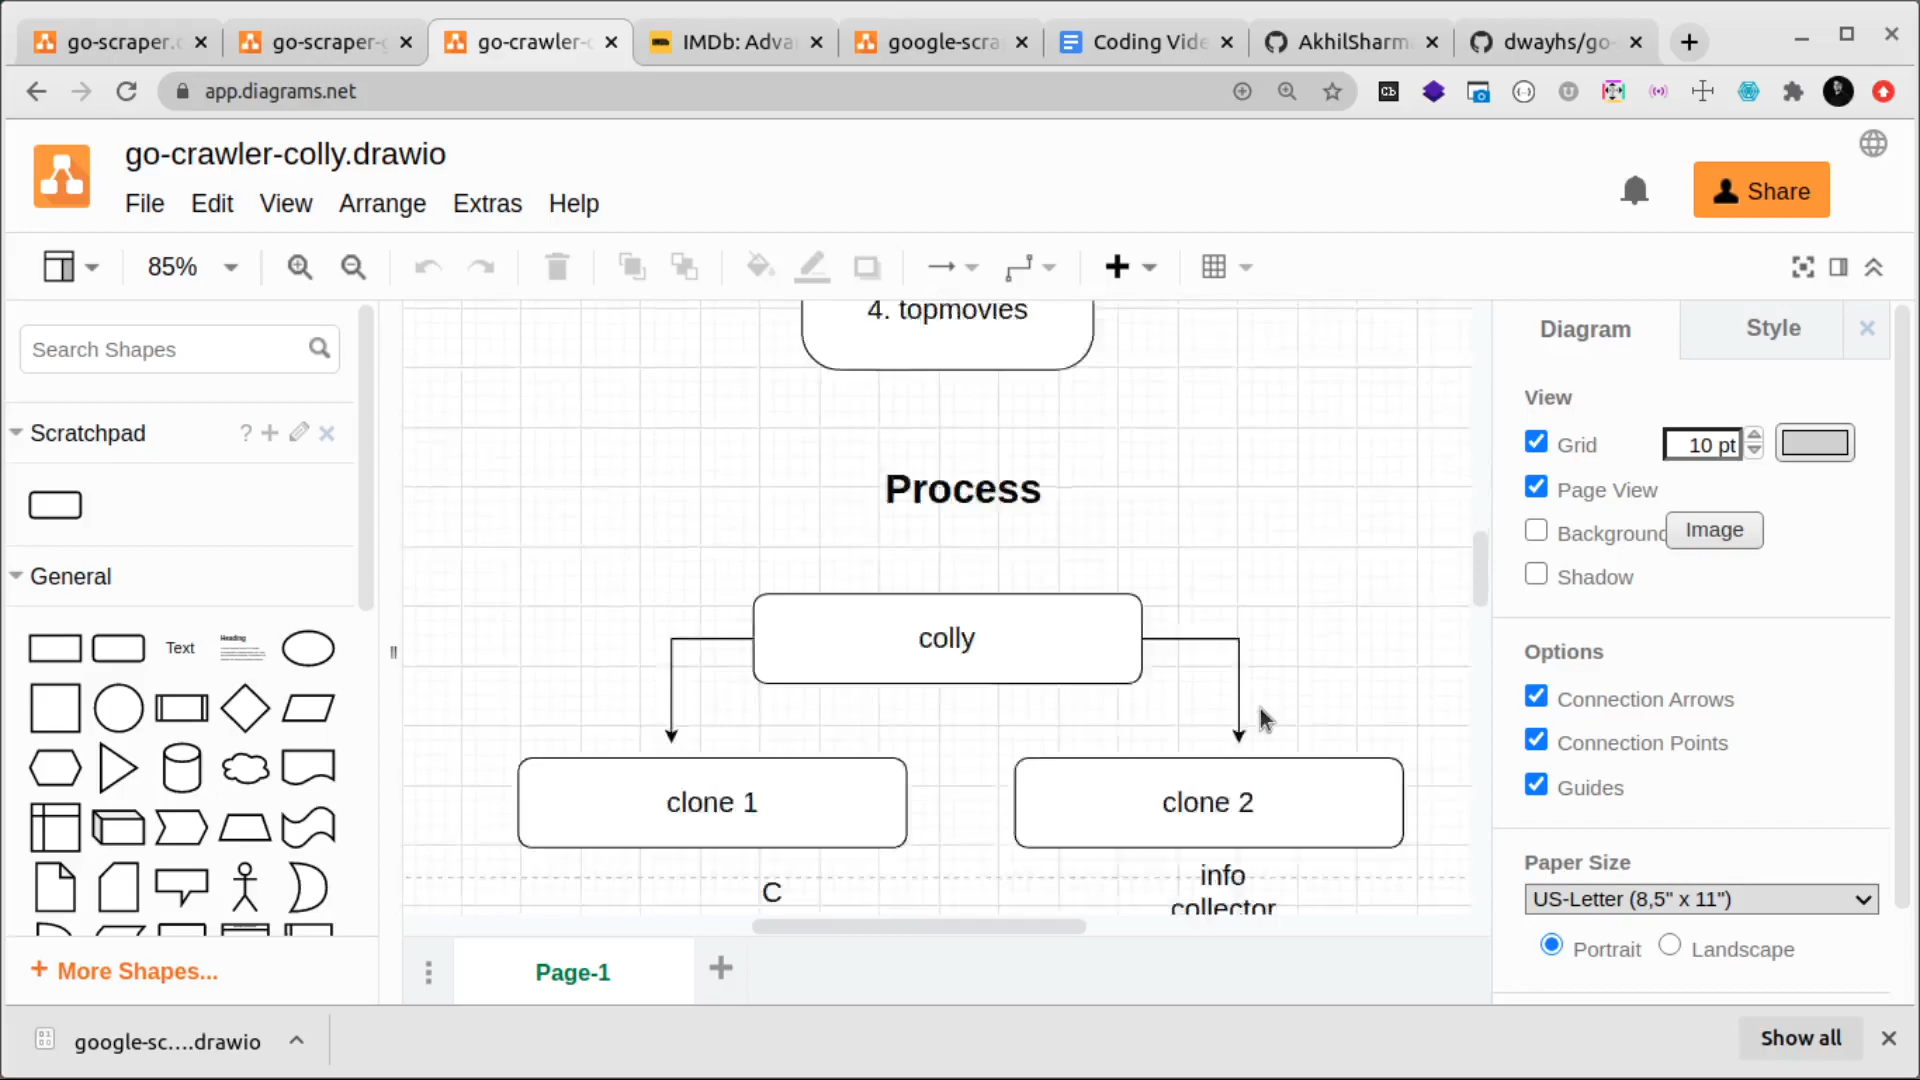 go-scraper.
go-scraper-
go-crawler-
IMDb: Adva
google-scra
Coding Vide
AkhilSharm
dwayhs/go-
app.diagrams.net
go-crawler-colly.drawio
File Edit View Arrange Extras Help
Share
85%
Search Shapes
Scratchpad
?
General
Text
Heading
More Shapes...
4. topmovies
Process
colly
clone 1
clone 2
C
info
collector
Page-1
Diagram
Style
View
Grid
10 pt
Page View
Background
Image
Shadow
Options
Connection Arrows
Connection Points
Guides
Paper Size
US-Letter (8,5" x 11")
Portrait
Landscape
google-sc....drawio
Show all